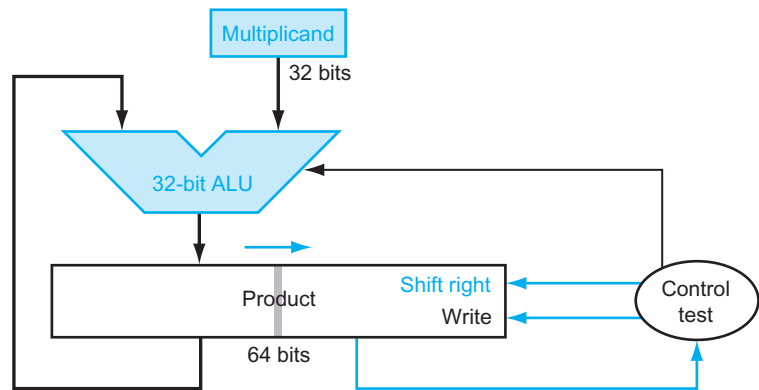 Multiplicand
32 bits
32-bit ALU
Shift right
Product
Write
Control
test
64 bits